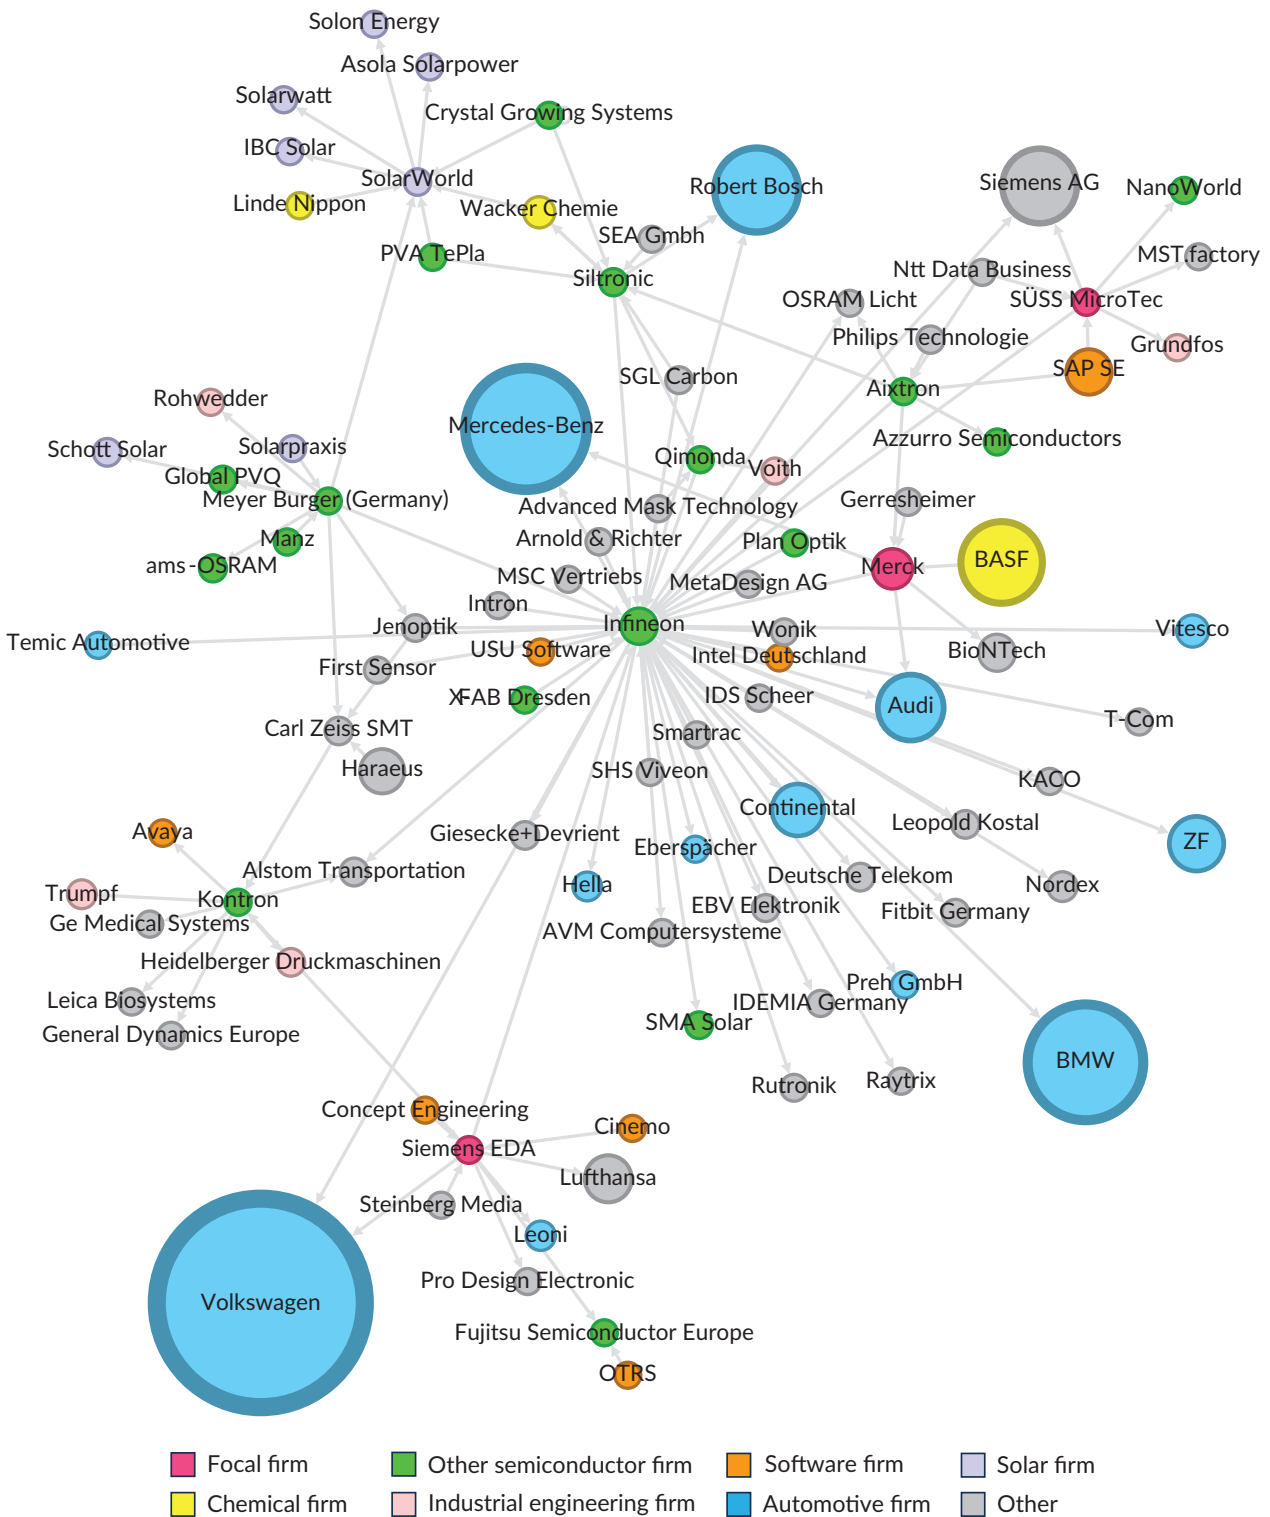 Solon Energy
Asola Solarpower
Solarwatt
Crystal Growing Systems
IBC Solar
SolarWorld
Robert Bosch
Siemens AG
NanoWorld
Linde Nippon
Wacker Chemie
SEA Gmbh
PVA TePla
MST.factory
Ntt Data Business
Siltronic
OSRAM Licht
SÜSS MicroTec
Philips Technologie
Grundfos
SAP SE
SGL Carbon
Aixtron
Rohwedder
Mercedes-Benz
Azzurro Semiconductors
Schott Solar
Solarpraxis
Qimonda
Voith
Global PVQ
Meyer Burger (Germany)
Advanced Mask Technology
Gerresheimer
Manz
Arnold & Richter
Plan Optik
BASF
ams-OSRAM
Merck
MSC Vertriebs
MetaDesign AG
Intron
Jenoptik
Infineon
Wonik
Vitesco
Temic Automotive
USU Software
Intel Deutschland
BioNTech
First Sensor
X-FAB Dresden
IDS Scheer
Audi
T-Com
Carl Zeiss SMT
Smartrac
Haraeus
SHS Viveon
KACO
Continental
Leopold Kostal
Avaya
Giesecke+Devrient
Eberspächer
ZF
Alstom Transportation
Deutsche Telekom
Trumpf
Kontron
Hella
Nordex
Ge Medical Systems
EBV Elektronik
Fitbit Germany
AVM Computersysteme
Heidelberger Druckmaschinen
Preh GmbH
Leica Biosystems
IDEMIA Germany
SMA Solar
General Dynamics Europe
BMW
Rutronik
Raytrix
Concept Engineering
Cinemo
Siemens EDA
Lufthansa
Steinberg Media
Leoni
Pro Design Electronic
Volkswagen
Fujitsu Semiconductor Europe
OTRS
Focal firm
Other semiconductor firm
Software firm
Solar firm
Chemical firm
Industrial engineering firm
Automotive firm
Other